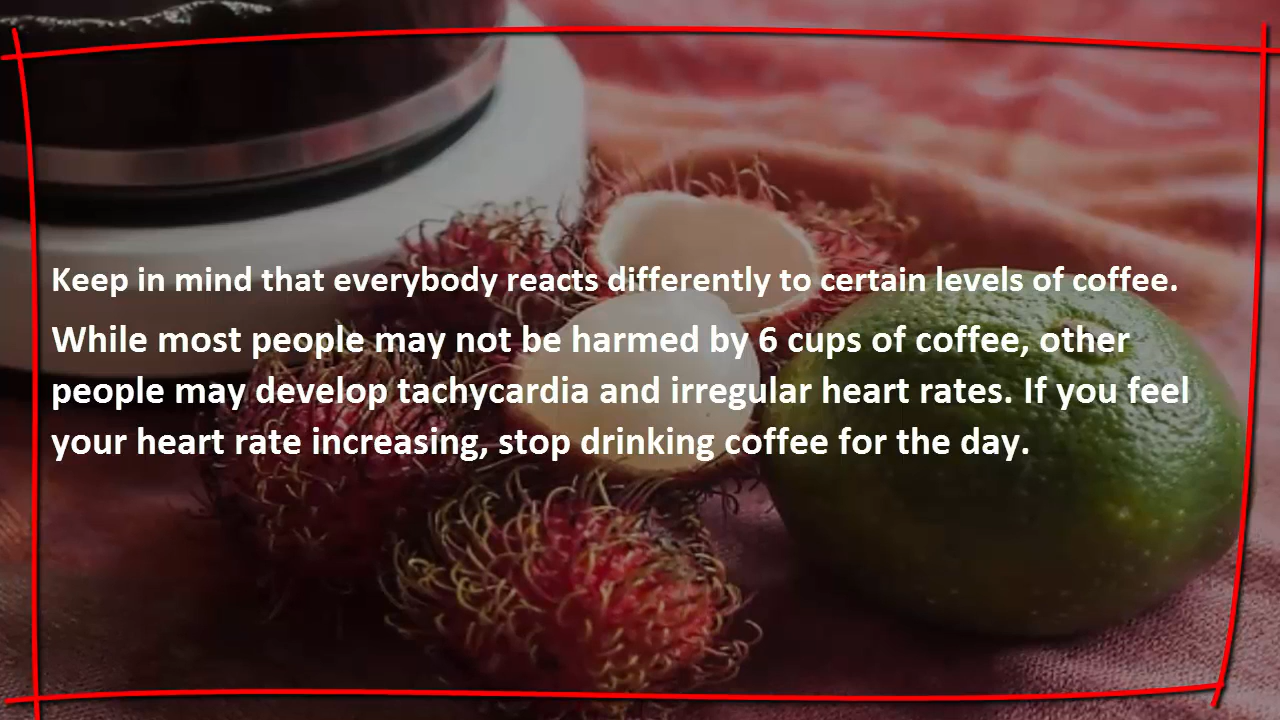 Keep in mind that everybody reacts differently to certain levels of coffee.
While most people may not be harmed by 6 cups of coffee, other
people may develop tachycardia and irregular heart rates. If you feel
your heart rate increasing, stop drinking coffee for the day.